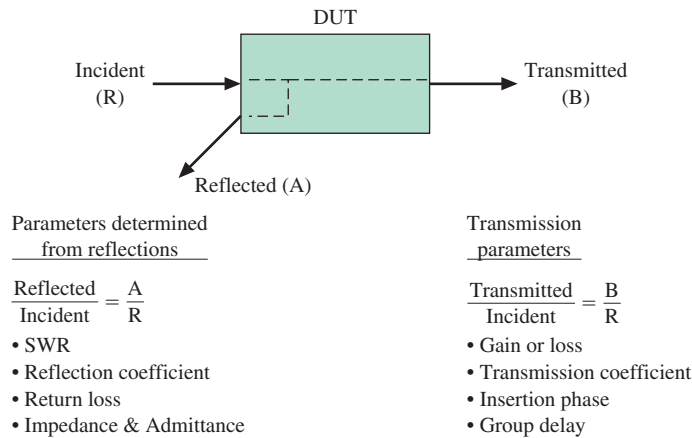 DUT
Incident
(R)
Transmitted
(B)
Reflected (A)
Parameters determined
from reflections
Reflected
Incident
=
A
R
• SWR
• Reflection coefficient
• Return loss
• Impedance & Admittance
Transmission
parameters
Transmitted
Incident
=
B
R
• Gain or loss
• Transmission coefficient
• Insertion phase
• Group delay